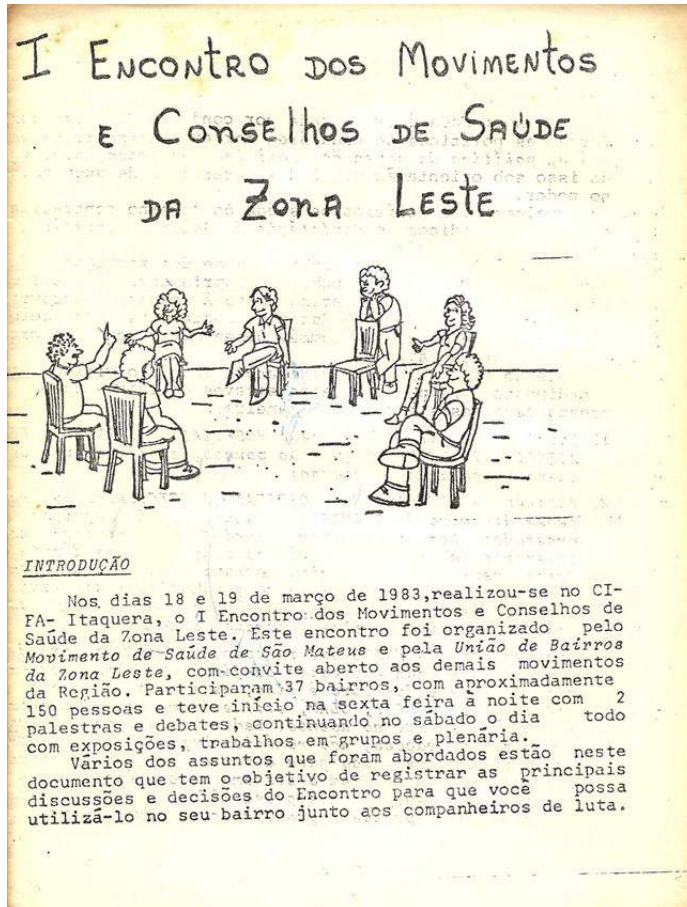 I ENCONTRO DOS MOVIMENTOS
E CONSELHOS DE SAÚDE
DA ZONA LESTE
INTRODUÇÃO
Nos dias 18 e 19 de março de 1983,realizou-se no CI-
FA- Itaquera, o I Encontro dos Movimentos e Conselhos de
Saúde da Zona Leste. Este encontro foi organizado pelo
Movimento de Saúde de São Mateus e pela União de Bairros
da Zona Leste, com convite aberto aos demais movimentos
da Região. Participaram 37 bairros, com aproximadamente
150 pessoas e teve início na sexta feira à noite com 2
palestras e debates, continuando no sábado o dia todo
com exposições, trabalhos em grupos e plenária.
Vários dos assuntos que foram abordados estão neste
documento que tem o objetivo de registrar as principais
discussões e decisões do Encontro para que você possa
utilizá-lo no seu bairro junto aos companheiros de luta.